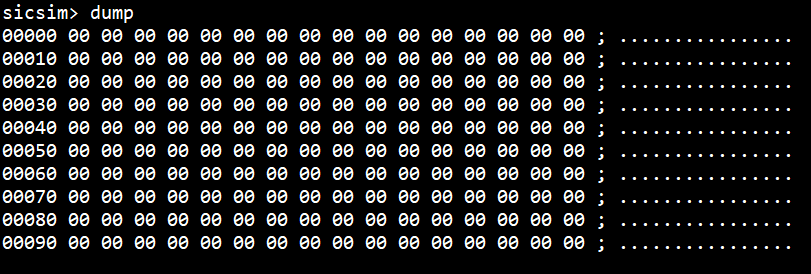 sicsim> dump
00000 00 00 00 00 00 00 00 00 00 00 00 00 00 00 00 00 ; ................
00010 00 00 00 00 00 00 00 00 00 00 00 00 00 00 00 00 ; ................
00020 00 00 00 00 00 00 00 00 00 00 00 00 00 00 00 00 ; ................
00030 00 00 00 00 00 00 00 00 00 00 00 00 00 00 00 00 ; ................
00040 00 00 00 00 00 00 00 00 00 00 00 00 00 00 00 00 ; ................
00050 00 00 00 00 00 00 00 00 00 00 00 00 00 00 00 00 ; ................
00060 00 00 00 00 00 00 00 00 00 00 00 00 00 00 00 00 ; ................
00070 00 00 00 00 00 00 00 00 00 00 00 00 00 00 00 00 ; ................
00080 00 00 00 00 00 00 00 00 00 00 00 00 00 00 00 00 ; ................
00090 00 00 00 00 00 00 00 00 00 00 00 00 00 00 00 00 ; ................